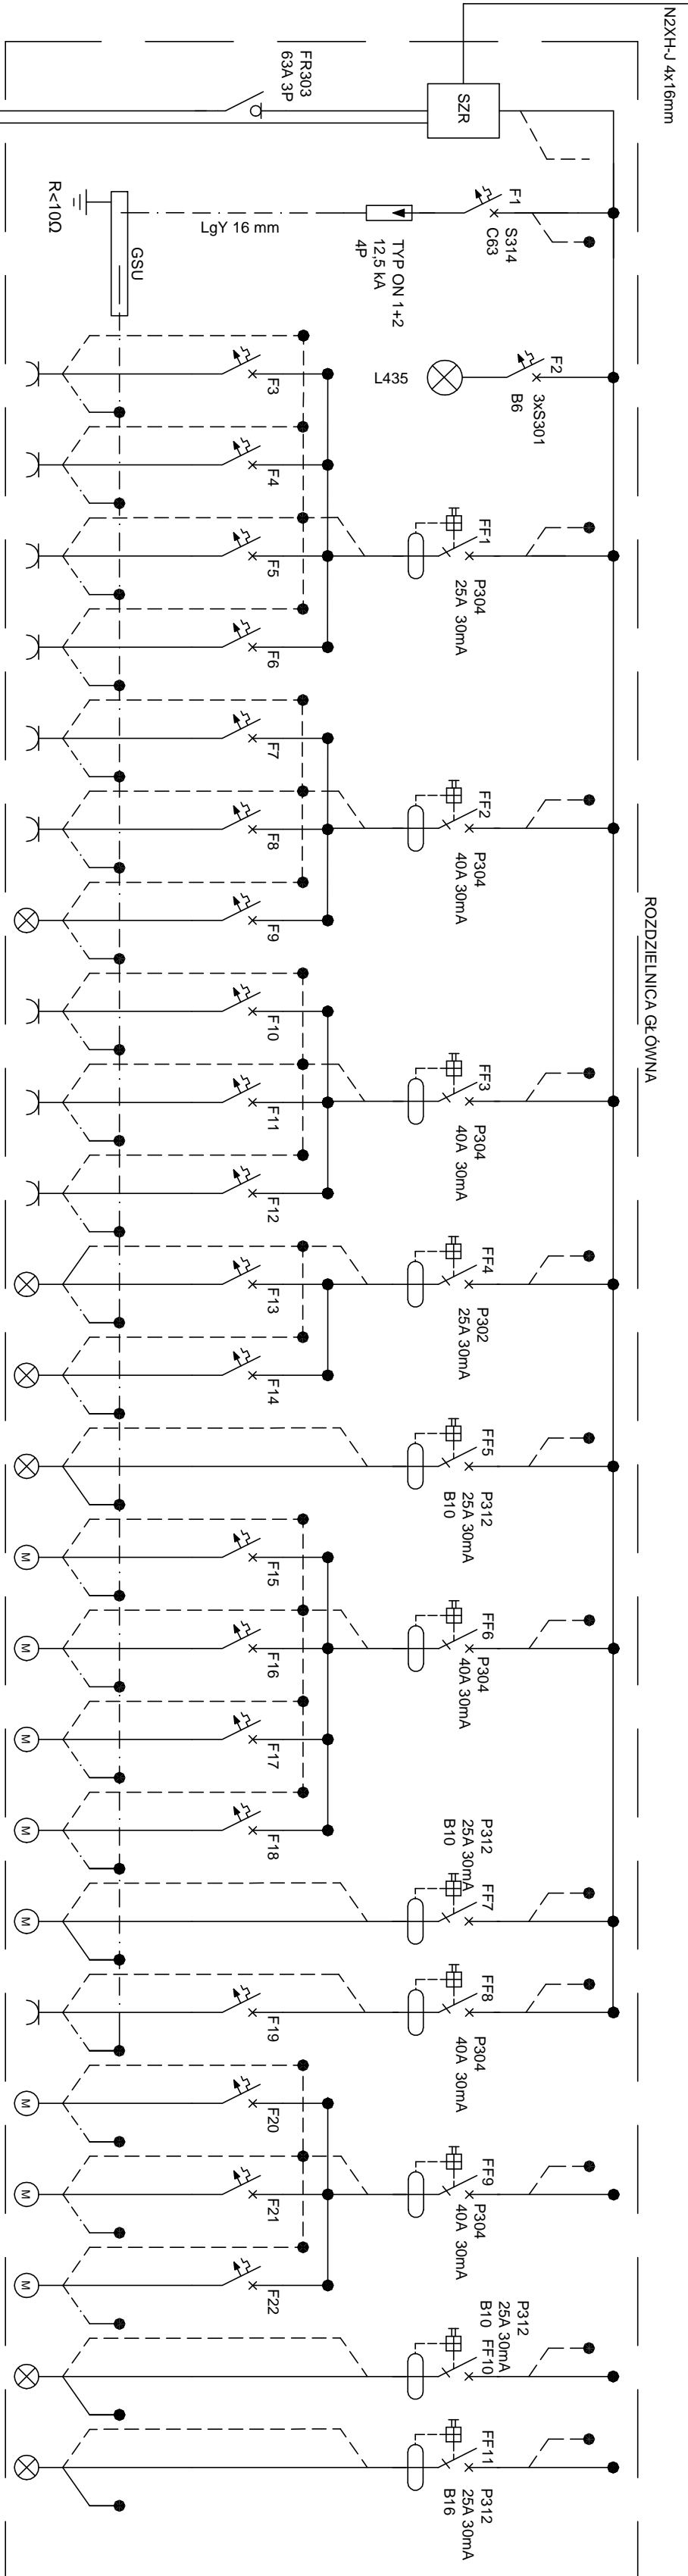 N2XH-J 4x16mm
ROZDZIELNICA GŁÓWNA
FR303
63A 3P
SZR
F1
S314
C63
TYP ON 1+2
12,5 kA
4P
LgY 16 mm
GSU
R<10Ω
F2
3xS301
B6
L435
FF1
P304
25A 30mA
F3
F4
F5
F6
FF2
P304
40A 30mA
F7
F8
F9
FF3
P304
40A 30mA
F10
F11
F12
FF4
P302
25A 30mA
F13
F14
FF5
P312
25A 30mA
B10
FF6
P304
40A 30mA
F15
F16
F17
F18
M
M
M
M
FF7
P312
25A 30mA
B10
M
FF8
P304
40A 30mA
F19
FF9
P304
40A 30mA
F20
F21
F22
M
M
M
P312
25A 30mA
B10 FF10
FF11
P312
25A 30mA
B16